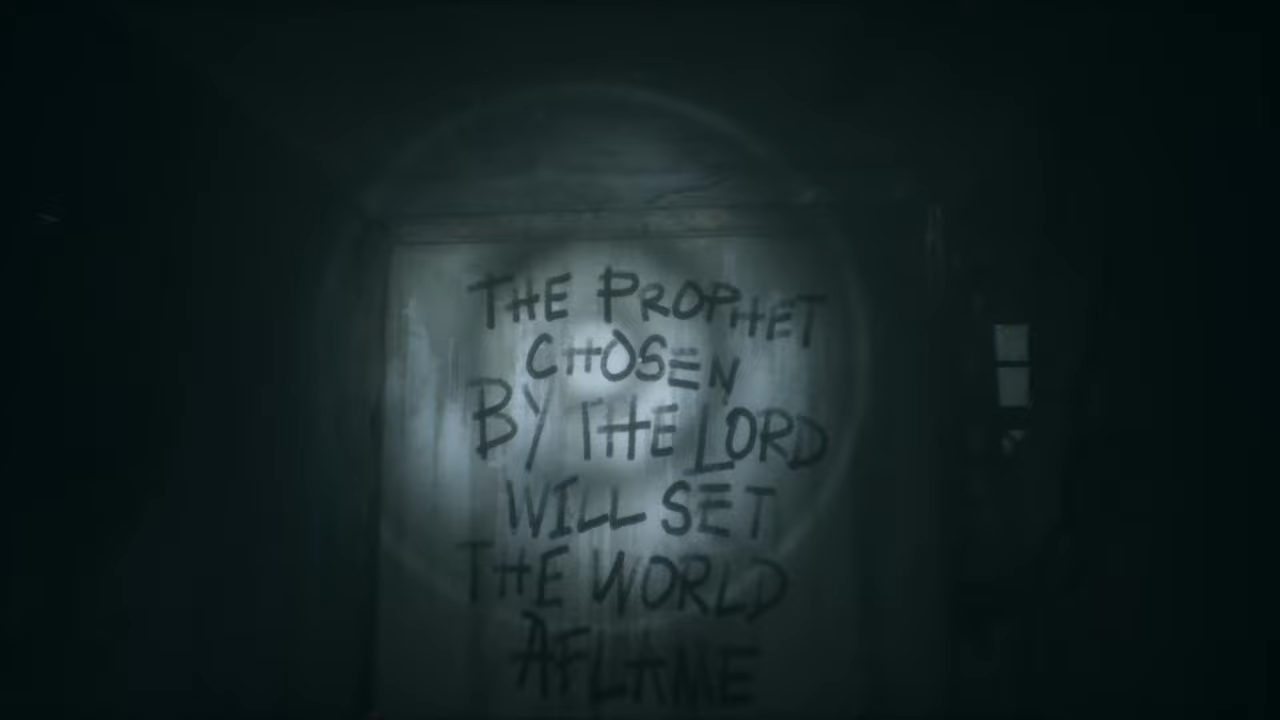 THE PROPHET
CHOSEN
BY THE LORD
WILL SET
THE WORLD
AFLAME